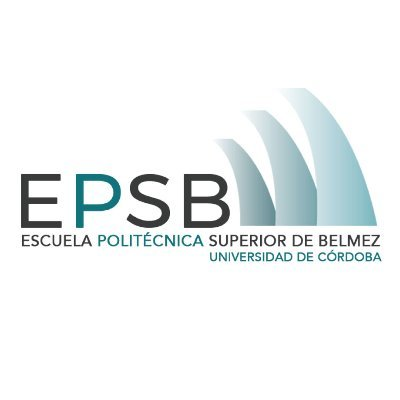 EPSB
ESCUELA POLITÉCNICA SUPERIOR DE BELMEZ
UNIVERSIDAD DE CÓRDOBA